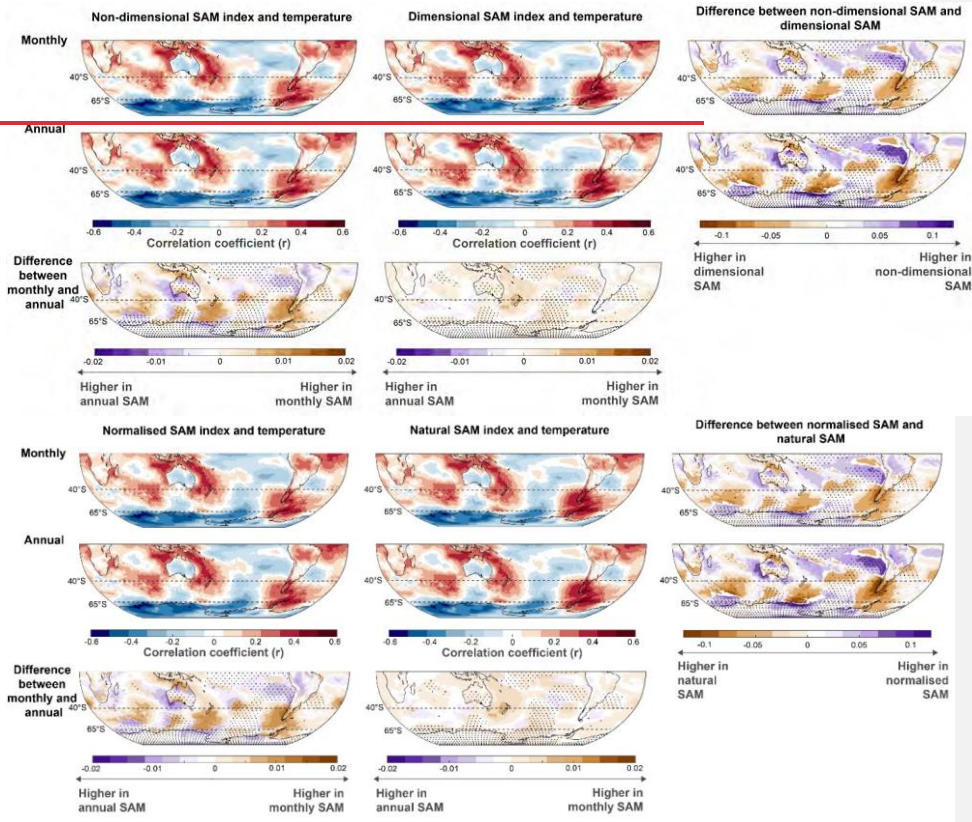 Non-dimensional SAM index and temperature
Dimensional SAM index and temperature
Difference between non-dimensional SAM and
dimensional SAM
Monthly
40°S
65°S
40°S
65°S
40°S
65°S
Annual
40°S
65°S
40°S
65°S
40°S
65°S
-0.6 -0.4 -0.2 0 0.2 0.4 0.6
Correlation coefficient (r)
-0.6 -0.4 -0.2 0 0.2 0.4 0.6
Correlation coefficient (r)
-0.1 -0.05 0 0.05 0.1
Higher in
dimensional
SAM
Higher in
non-dimensional
SAM
Difference
between
monthly and
annual
40°S
65°S
40°S
65°S
-0.02 -0.01 0 0.01 0.02
Higher in
annual SAM
Higher in
monthly SAM
-0.02 -0.01 0 0.01 0.02
Higher in
annual SAM
Higher in
monthly SAM
Normalised SAM index and temperature
Natural SAM index and temperature
Difference between normalised SAM and
natural SAM
Monthly
40°S
65°S
40°S
65°S
40°S
65°S
Annual
40°S
65°S
40°S
65°S
40°S
65°S
-0.6 -0.4 -0.2 0 0.2 0.4 0.6
Correlation coefficient (r)
-0.6 -0.4 -0.2 0 0.2 0.4 0.6
Correlation coefficient (r)
-0.1 -0.05 0 0.05 0.1
Higher in
natural
SAM
Higher in
normalised
SAM
Difference
between
monthly and
annual
40°S
65°S
40°S
65°S
-0.02 -0.01 0 0.01 0.02
Higher in
annual SAM
Higher in
monthly SAM
-0.02 -0.01 0 0.01 0.02
Higher in
annual SAM
Higher in
monthly SAM